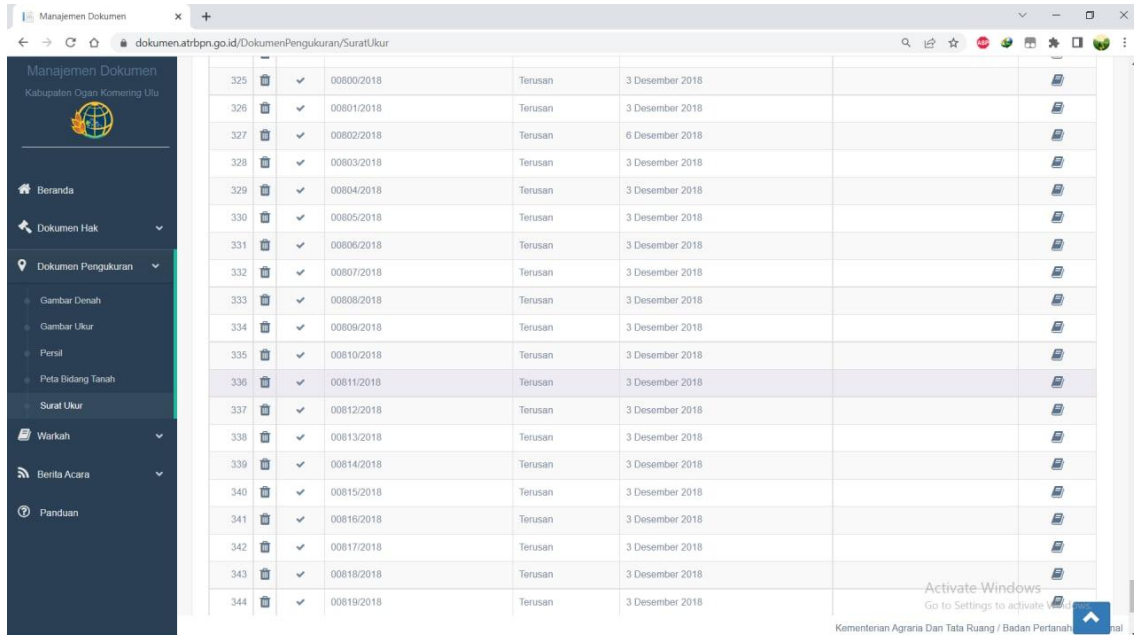 Manajemen Dokumen
dokumen.atrbpn.go.id/DokumenPengukuran/SuratUkur
ABP
Manajemen Dokumen
Kabupaten Ogan Komering Ulu
Beranda
Dokumen Hak
Dokumen Pengukuran
Gambar Denah
Gambar Ukur
Persil
Peta Bidang Tanah
Surat Ukur
Warkah
Berita Acara
Panduan
325 00800/2018 Terusan 3 Desember 2018
326 00801/2018 Terusan 3 Desember 2018
327 00802/2018 Terusan 6 Desember 2018
328 00803/2018 Terusan 3 Desember 2018
329 00804/2018 Terusan 3 Desember 2018
330 00805/2018 Terusan 3 Desember 2018
331 00806/2018 Terusan 3 Desember 2018
332 00807/2018 Terusan 3 Desember 2018
333 00808/2018 Terusan 3 Desember 2018
334 00809/2018 Terusan 3 Desember 2018
335 00810/2018 Terusan 3 Desember 2018
336 00811/2018 Terusan 3 Desember 2018
337 00812/2018 Terusan 3 Desember 2018
338 00813/2018 Terusan 3 Desember 2018
339 00814/2018 Terusan 3 Desember 2018
340 00815/2018 Terusan 3 Desember 2018
341 00816/2018 Terusan 3 Desember 2018
342 00817/2018 Terusan 3 Desember 2018
343 00818/2018 Terusan 3 Desember 2018
344 00819/2018 Terusan 3 Desember 2018
Activate Windows
Go to Settings to activate Windows.
Kementerian Agraria Dan Tata Ruang / Badan Pertanah nal